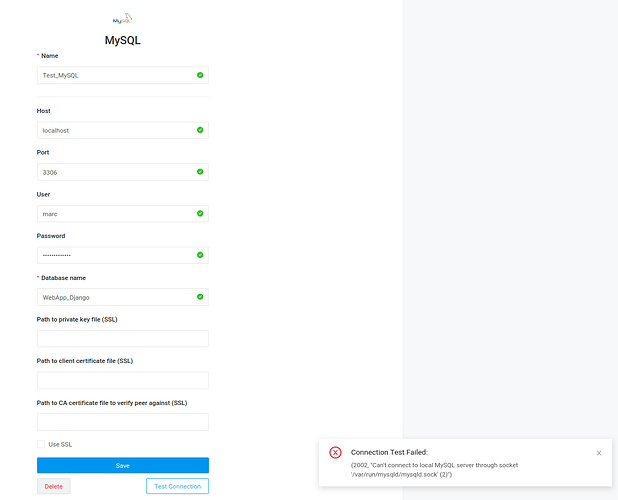 MySQL
MySQL
* Name
Test_MySQL
Host
localhost
Port
3306
User
marc
Password
* Database name
WebApp_Django
Path to private key file (SSL)
Path to client certificate file (SSL)
Path to CA certificate file to verify peer against (SSL)
Use SSL
Save
Delete
Test Connection
Connection Test Failed:
(2002, 'Can't connect to local MySQL server through socket
'/var/run/mysqld/mysqld.sock' (2)')